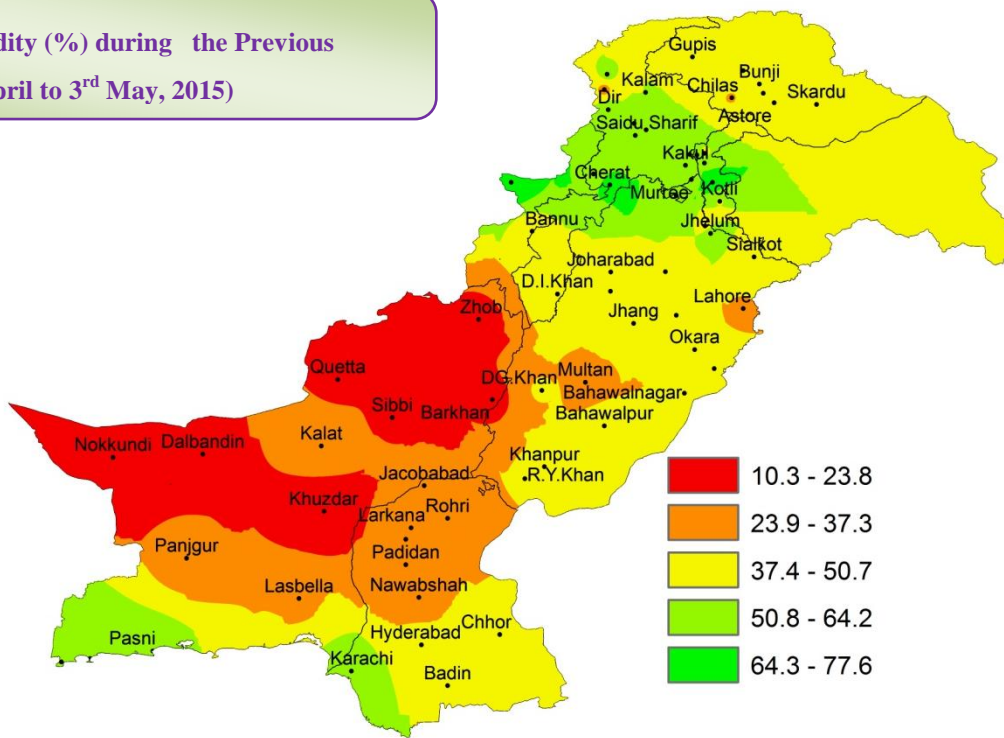 dity (%) during the Previous
pril to 3rd May, 2015)
Gupis
Kalam
Chilas
Bunji
Skardu
Dir
Astore
Saidu Sharif
Kakul
Cherat
Murree
Kotli
Bannu
Jhelum
Sialkot
Joharabad
D.I.Khan
Zhob
Jhang
Lahore
Okara
Quetta
DG.Khan
Multan
Sibbi
Barkhan
Bahawalnagar
Bahawalpur
Nokkundi
Dalbandin
Kalat
Khanpur
Jacobabad
R.Y.Khan
Khuzdar
Larkana
Rohri
Panjgur
Padidan
Lasbella
Nawabshah
Pasni
Hyderabad
Chhor
Karachi
Badin
10.3 - 23.8
23.9 - 37.3
37.4 - 50.7
50.8 - 64.2
64.3 - 77.6